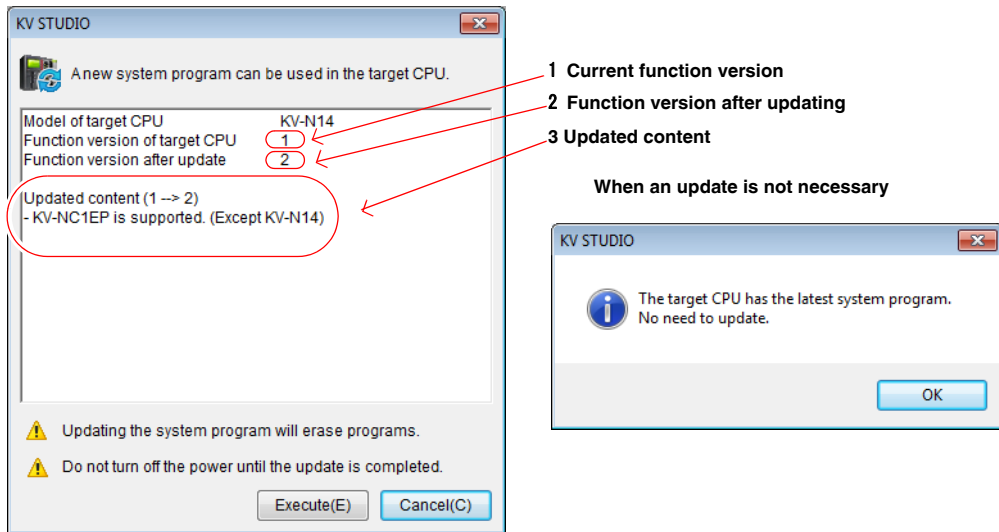 KV STUDIO
A new system program can be used in the target CPU.
Model of target CPU KV-N14
Function version of target CPU 1
Function version after update 2
Updated content (1 --> 2)
- KV-NC1EP is supported. (Except KV-N14)
Updating the system program will erase programs.
Do not turn off the power until the update is completed.
Execute(E) Cancel(C)
1 Current function version
2 Function version after updating
3 Updated content
When an update is not necessary
KV STUDIO
The target CPU has the latest system program.
No need to update.
OK